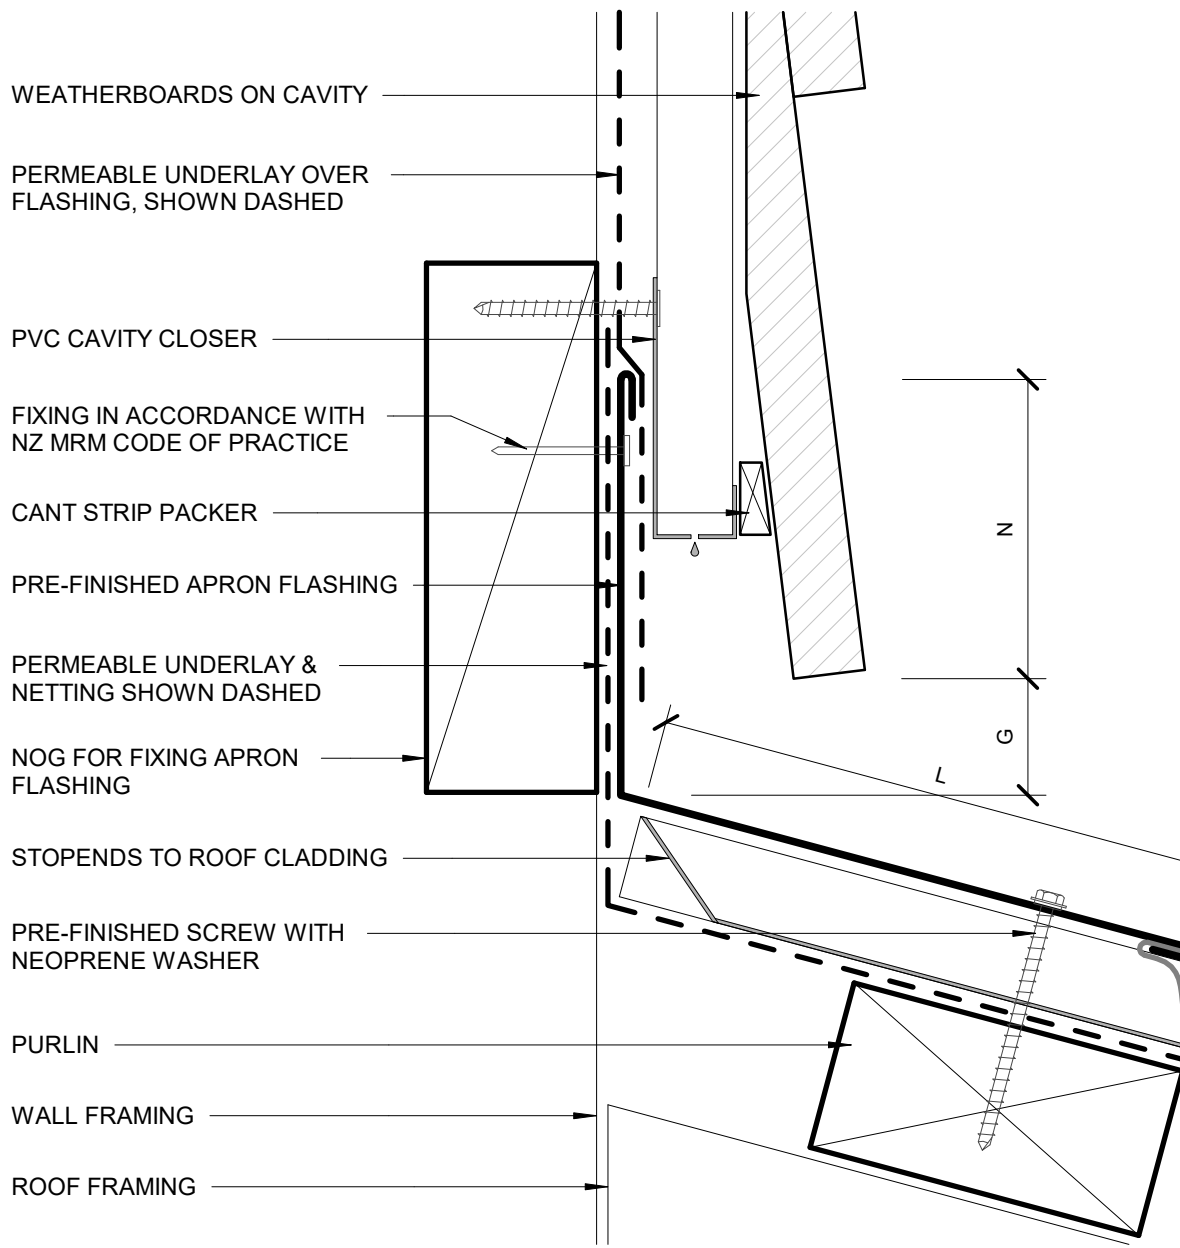 WEATHERBOARDS ON CAVITY
PERMEABLE UNDERLAY OVER
FLASHING, SHOWN DASHED
PVC CAVITY CLOSER
FIXING IN ACCORDANCE WITH
NZ MRM CODE OF PRACTICE
CANT STRIP PACKER
PRE-FINISHED APRON FLASHING
PERMEABLE UNDERLAY &
NETTING SHOWN DASHED
NOG FOR FIXING APRON
FLASHING
STOPENDS TO ROOF CLADDING
PRE-FINISHED SCREW WITH
NEOPRENE WASHER
PURLIN
WALL FRAMING
ROOF FRAMING
N
G
L